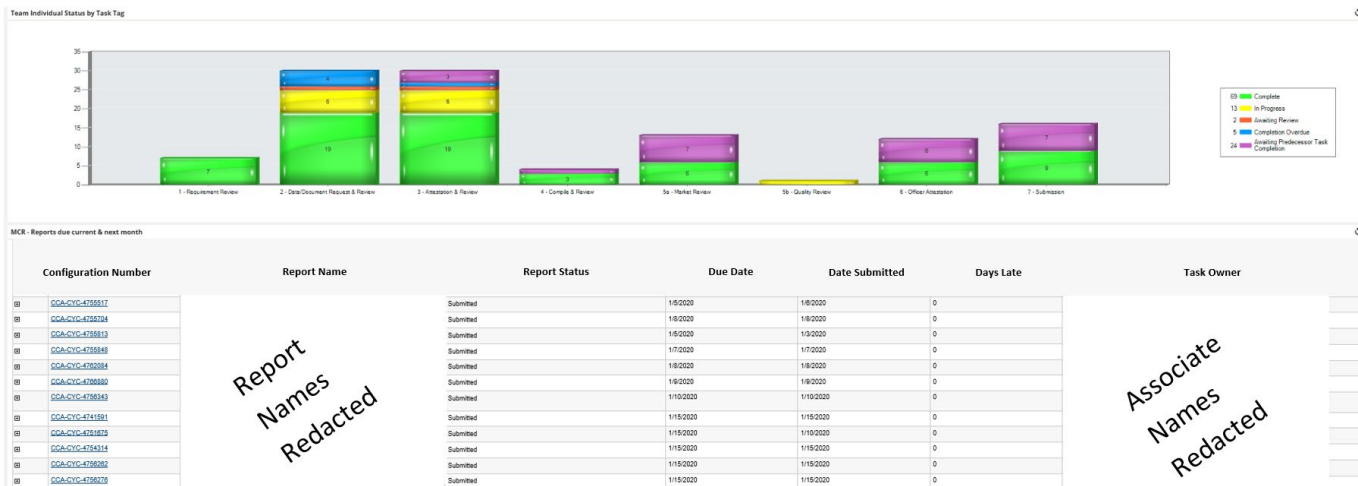 Team Individual Status by Task Tag
35
30
25
20
15
10
5
0
7
4
6
19
3
6
19
3
7
6
6
6
7
9
1 - Requirement Review
2 - Data/Document Request & Review
3 - Attestation & Review
4 - Compile & Review
5a - Market Review
5b - Quality Review
6 - Officer Attestation
7 - Submission
69 Complete
13 In Progress
2 Awaiting Review
5 Completion Overdue
24 Awaiting Predecessor Task
Completion
MCR - Reports due current & next month
Configuration Number Report Name Report Status Due Date Date Submitted Days Late Task Owner
CCA-CYC-4755517 Submitted 1/5/2020 1/6/2020 0
CCA-CYC-4755704 Submitted 1/8/2020 1/8/2020 0
CCA-CYC-4755813 Submitted 1/5/2020 1/3/2020 0
CCA-CYC-4755848 Submitted 1/7/2020 1/7/2020 0
CCA-CYC-4762084 Submitted 1/8/2020 1/8/2020 0
CCA-CYC-4766880 Submitted 1/9/2020 1/9/2020 0
CCA-CYC-4756343 Submitted 1/10/2020 1/10/2020 0
CCA-CYC-4741591 Submitted 1/15/2020 1/15/2020 0
CCA-CYC-4751675 Submitted 1/15/2020 1/10/2020 0
CCA-CYC-4754314 Submitted 1/15/2020 1/15/2020 0
CCA-CYC-4756262 Submitted 1/15/2020 1/15/2020 0
CCA-CYC-4756276 Submitted 1/15/2020 1/15/2020 0
Report
Names
Redacted
Associate
Names
Redacted